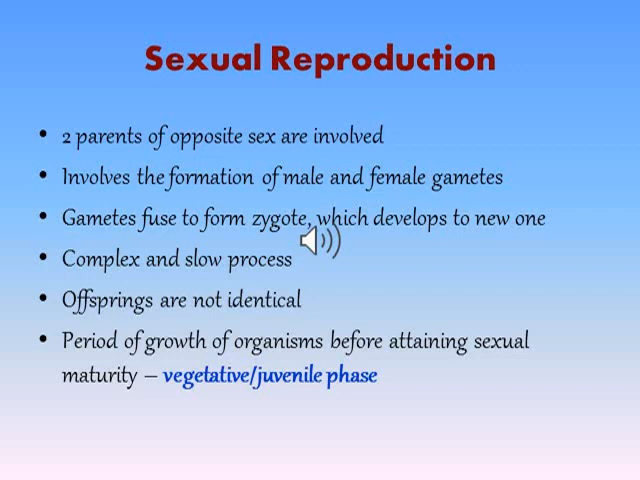 Sexual Reproduction
• 2 parents of opposite sex are involved
• Involves the formation of male and female gametes
• Gametes fuse to form zygote, which develops to new one
• Complex and slow process
• Offsprings are not identical
• Period of growth of organisms before attaining sexual
maturity – vegetative/juvenile phase